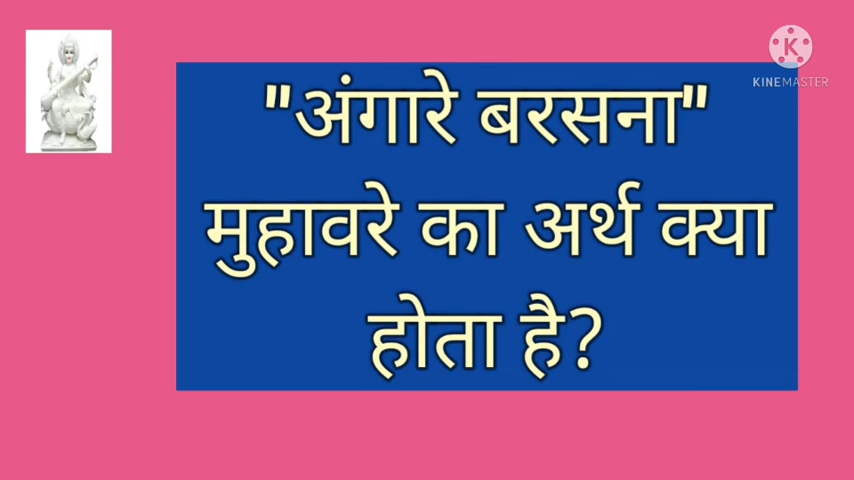 KINEMASTER
"अंगारे बरसना"
मुहावरे का अर्थ क्या
होता है?